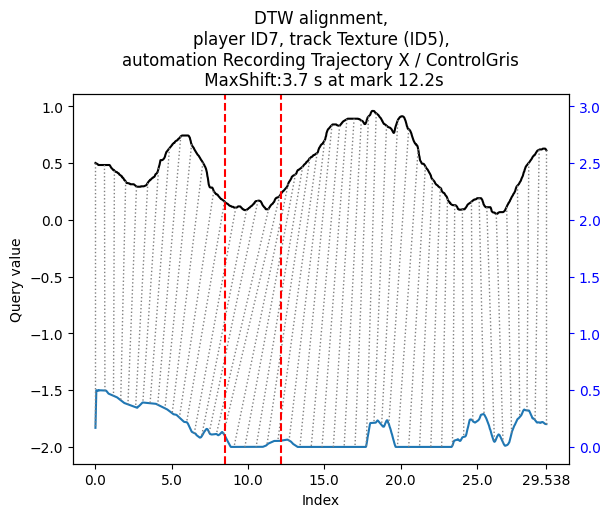 DTW alignment,
player ID7, track Texture (ID5),
automation Recording Trajectory X / ControlGris
MaxShift:3.7 s at mark 12.2s
1.0
0.5
0.0
−0.5
−1.0
−1.5
−2.0
Query value
3.0
2.5
2.0
1.5
1.0
0.5
0.0
0.0 5.0 10.0 15.0 20.0 25.0 29.538
Index